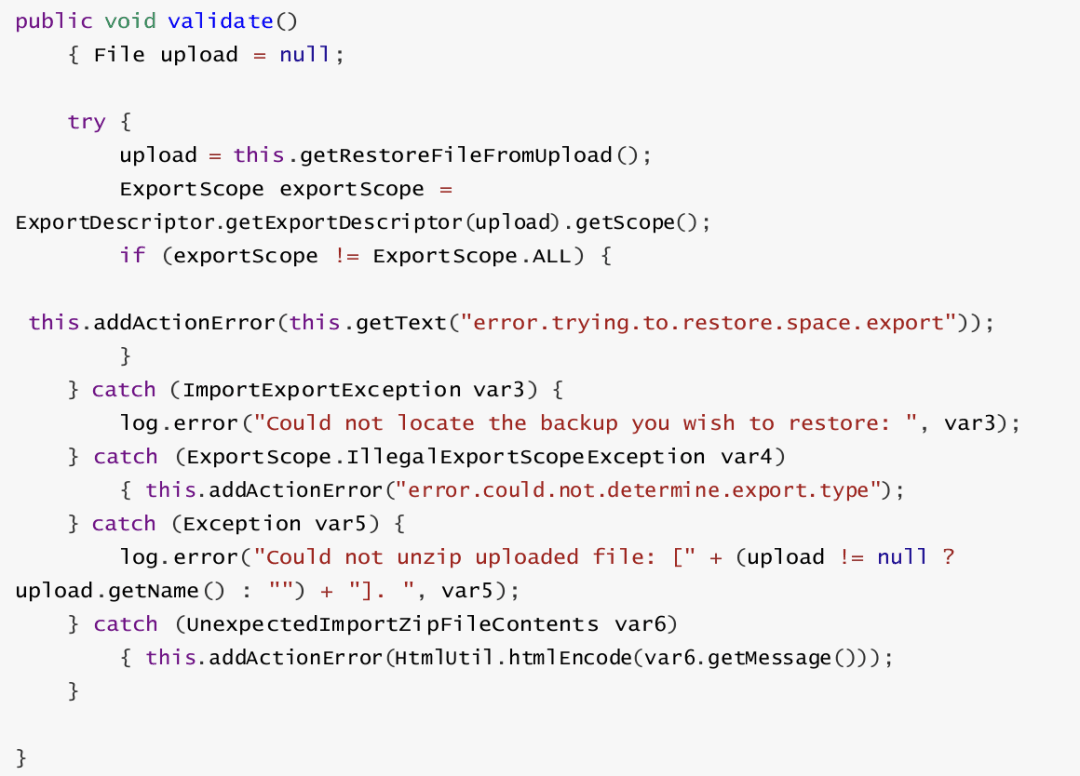 public void validate()
    { File upload = null;

    try {
        upload = this.getRestoreFileFromUpload();
        ExportScope exportScope =
ExportDescriptor.getExportDescriptor(upload).getScope();
        if (exportScope != ExportScope.ALL) {

 this.addActionError(this.getText("error.trying.to.restore.space.export"));
        }
    } catch (ImportExportException var3) {
        log.error("Could not locate the backup you wish to restore: ", var3);
    } catch (ExportScope.IllegalExportScopeException var4)
        { this.addActionError("error.could.not.determine.export.type");
    } catch (Exception var5) {
        log.error("Could not unzip uploaded file: [" + (upload != null ?
upload.getName() : "") + "]. ", var5);
    } catch (UnexpectedImportZipFileContents var6)
        { this.addActionError(HtmlUtil.htmlEncode(var6.getMessage()));
    }

}